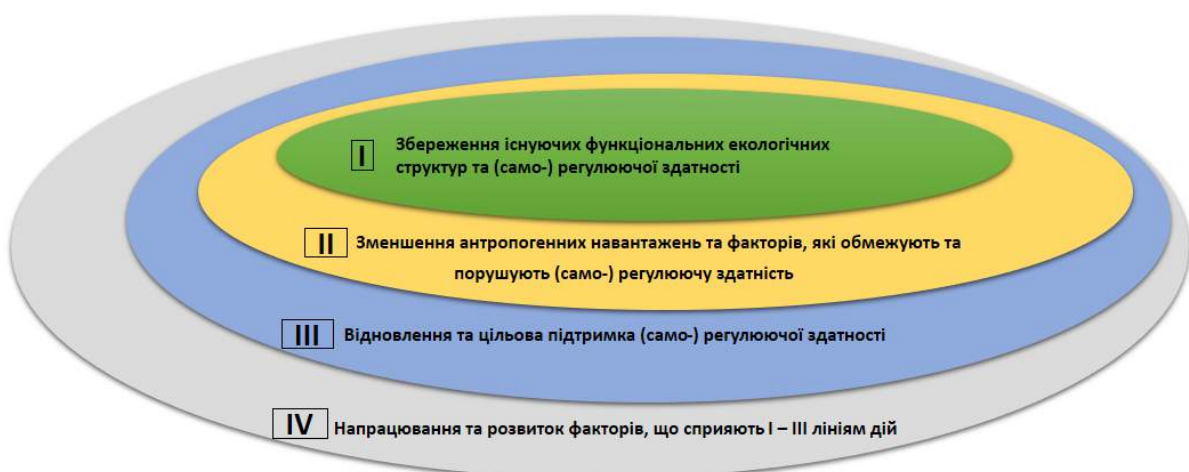 I Збереження існуючих функціональних екологічних
структур та (само-) регулюючої здатності
II Зменшення антропогенних навантажень та факторів, які обмежують та
порушують (само-) регулюючу здатність
III Відновлення та цільова підтримка (само-) регулюючої здатності
IV Напрацювання та розвиток факторів, що сприяють I – III лініям дій